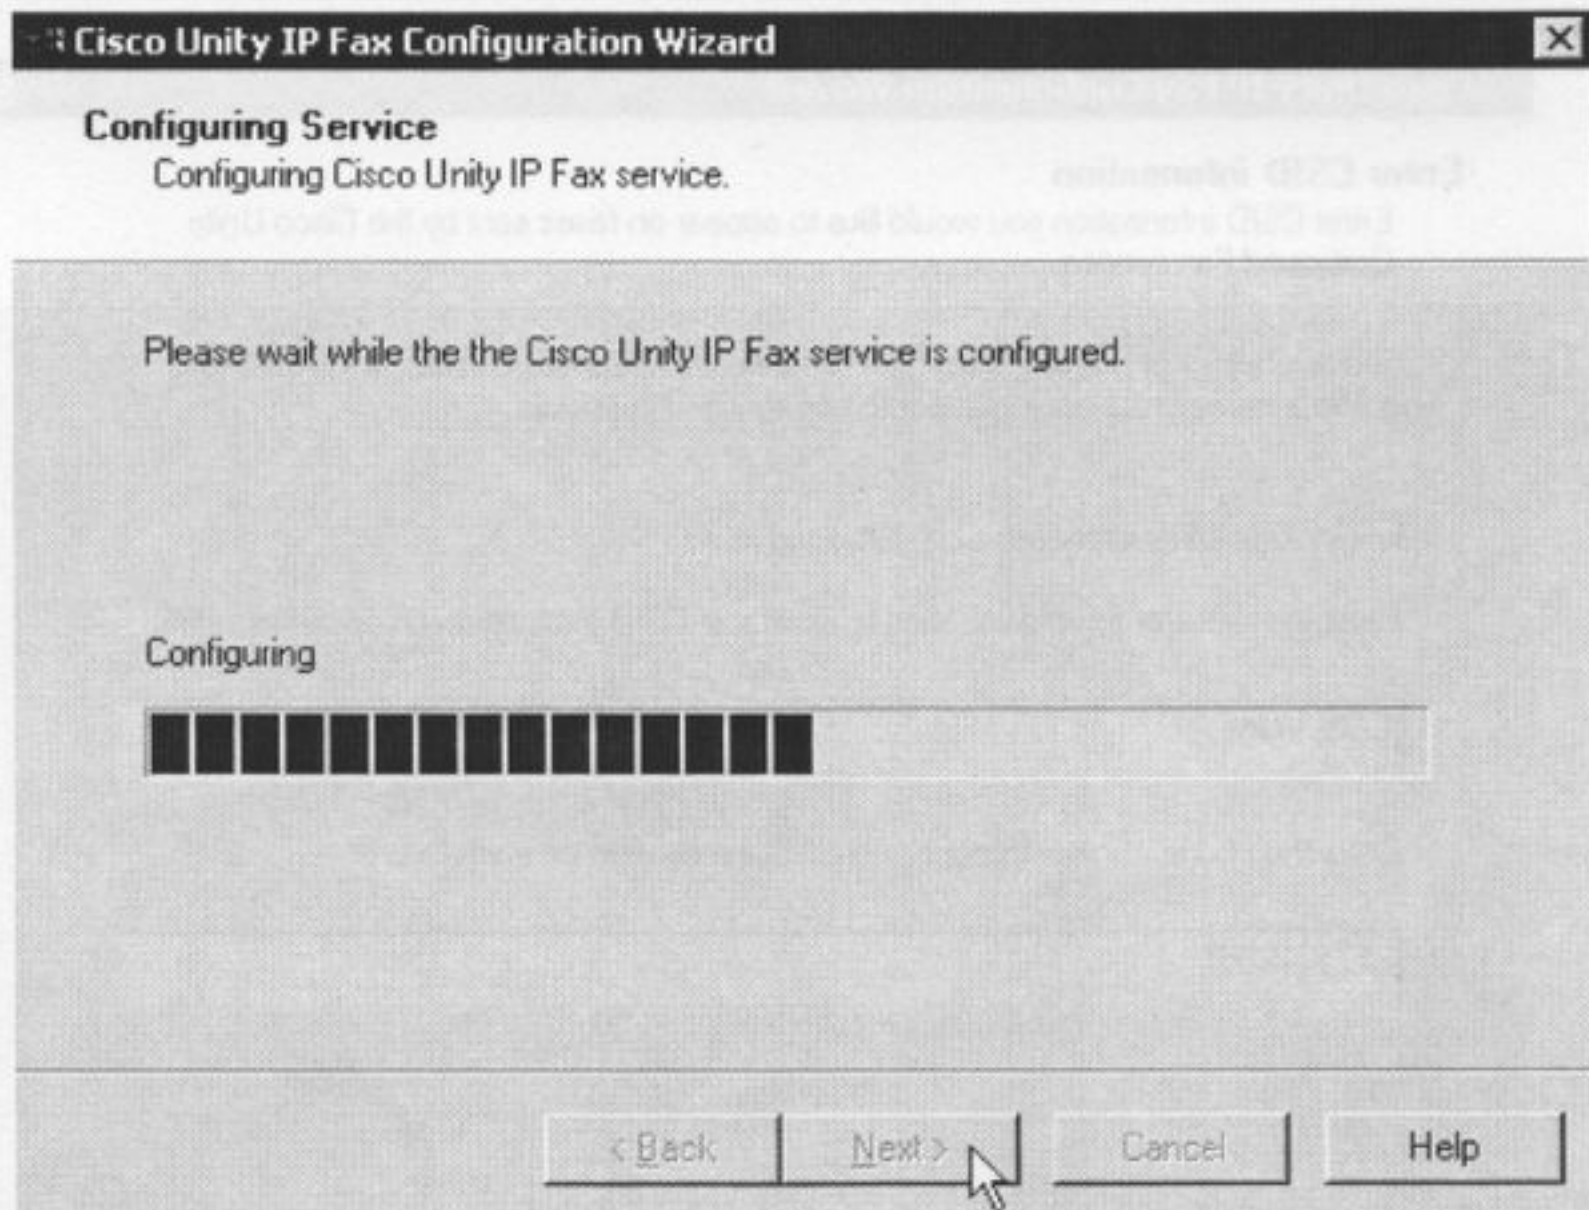 Cisco Unity IP Fax Configuration Wizard
Configuring Service
Configuring Cisco Unity IP Fax service.
Please wait while the the Cisco Unity IP Fax service is configured.
Configuring
< Back
Next >
Cancel
Help